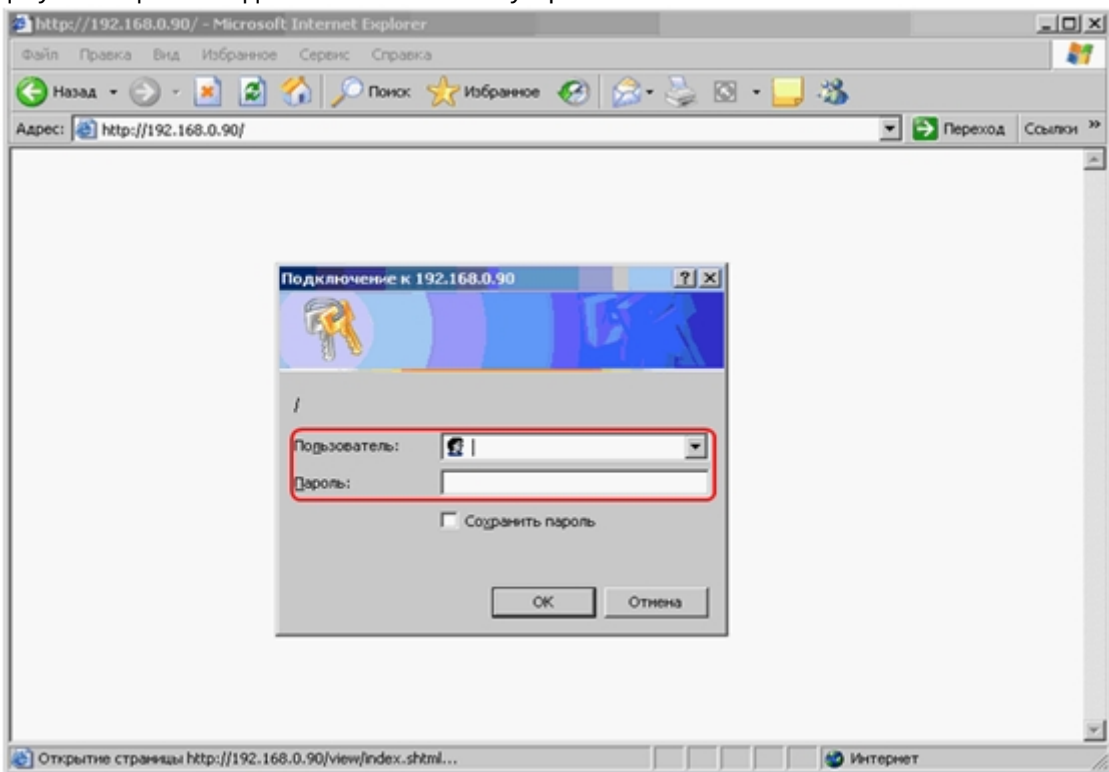 http://192.168.0.90/ - Microsoft Internet Explorer
Файл Правка Вид Избранное Сервис Справка
Назад Поиск Избранное
Адрес: http://192.168.0.90/ Переход Ссылки »
Подключение к 192.168.0.90
/
Пользователь:
Пароль:
Сохранить пароль
ОК Отмена
Открытие страницы http://192.168.0.90/view/index.shtml... Интернет